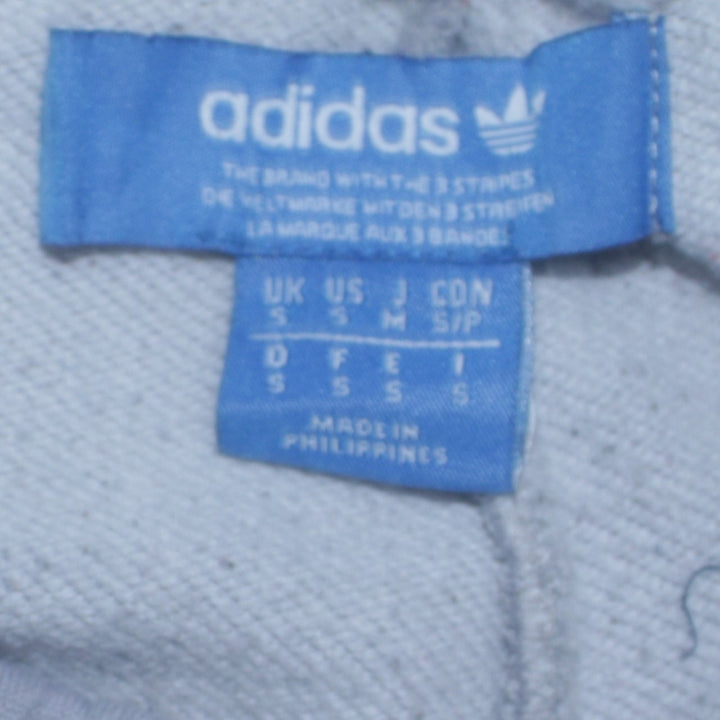 adidas
THE BRAND WITH THE 3 STRIPES
DIE WELTMARKE MIT DEN 3 STREIFEN
LA MARQUE AUX 3 BANDES
UK US J CDN
S S M S/P
D F E I
S S S S
MADE IN
PHILIPPINES